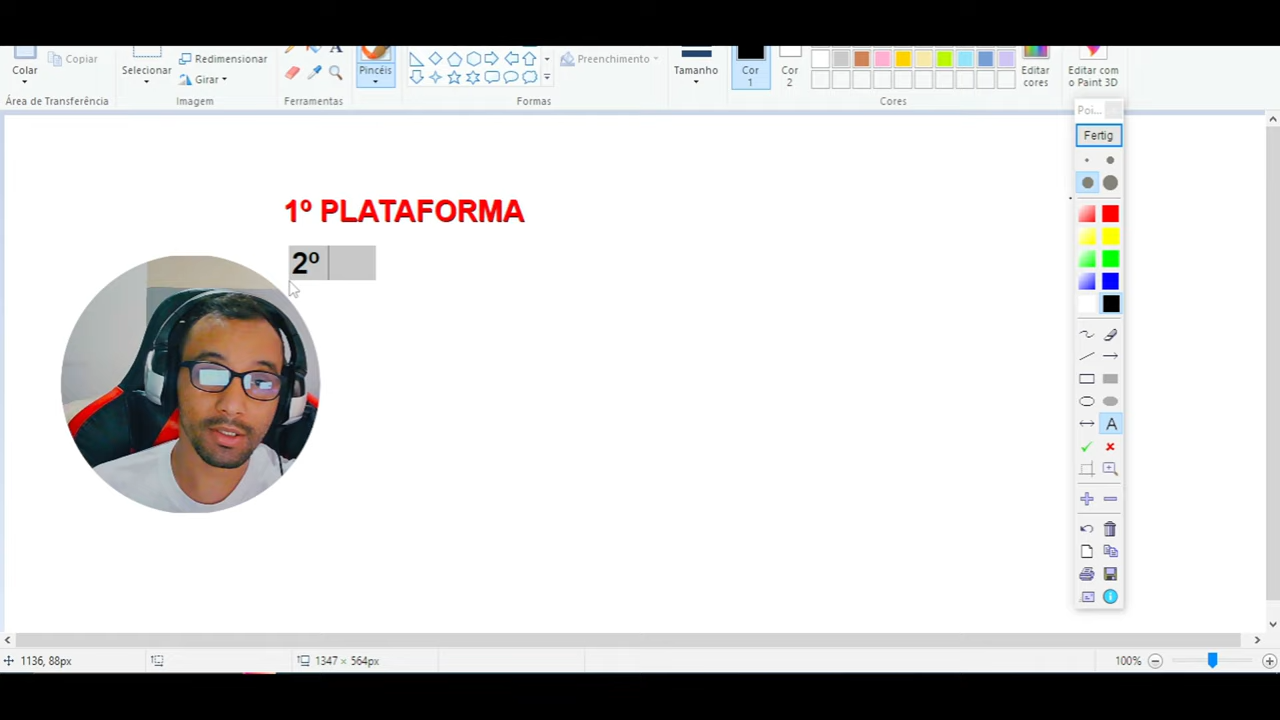 Colar
Copiar
Área de Transferência
Selecionar
Redimensionar
Girar
Imagem
A
Ferramentas
Pincéis
Formas
Preenchimento
Tamanho
Cor
1
Cor
2
Cores
Editar
cores
Editar com
o Paint 3D
Poi...
Fertig
1º PLATAFORMA
2º
A
1136, 88px
1347 × 564px
100%